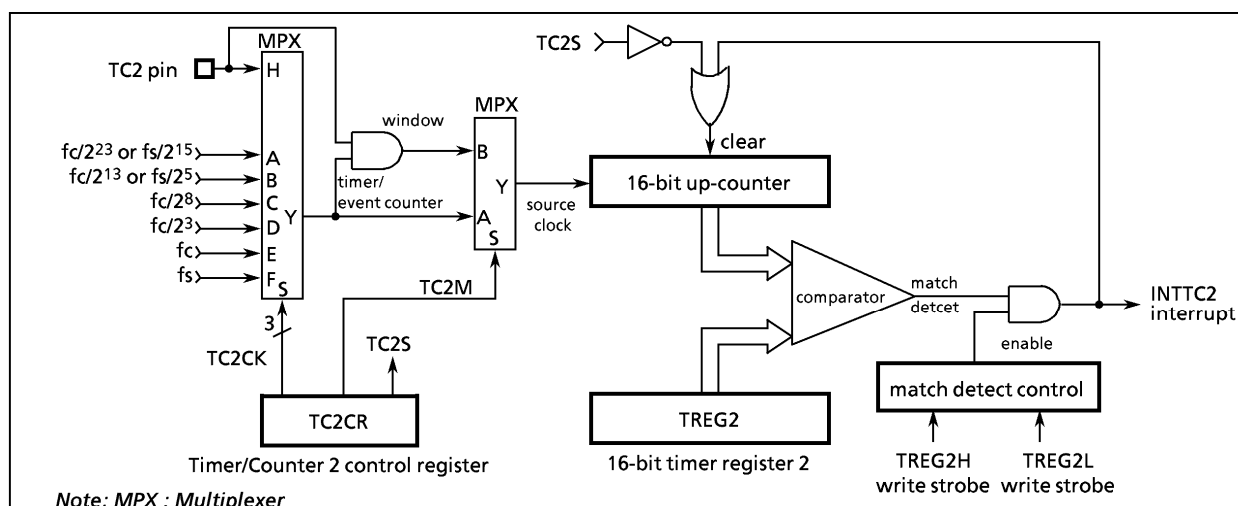 MPX
TC2 pin
H
fc/2²³ or fs/2¹⁵
A
fc/2¹³ or fs/2⁵
B
fc/2⁸
C
fc/2³
D
fc
E
fs
F
Y
S
3
TC2CK
window
timer/
event counter
MPX
B
Y
A
S
TC2M
TC2S
TC2CR
Timer/Counter 2 control register
source
clock
TC2S
clear
16-bit up-counter
comparator
match
detcet
enable
INTTC2
interrupt
TREG2
16-bit timer register 2
match detect control
TREG2H
write strobe
TREG2L
write strobe
Note: MPX : Multiplexer